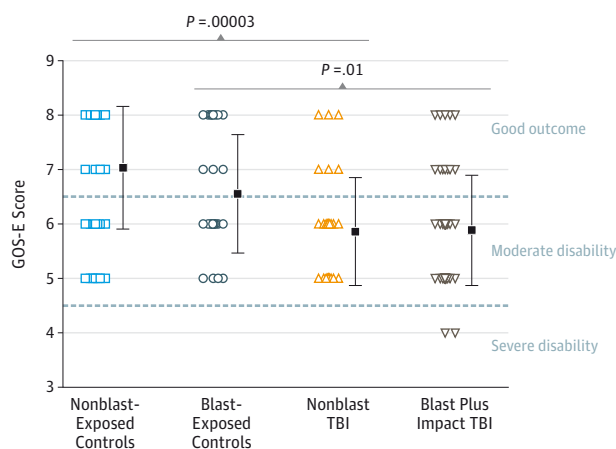 P =.00003
P =.01
9
8
7
6
5
4
3
GOS-E Score
Good outcome
Moderate disability
Severe disability
Nonblast-
Exposed
Controls
Blast-
Exposed
Controls
Nonblast
TBI
Blast Plus
Impact TBI